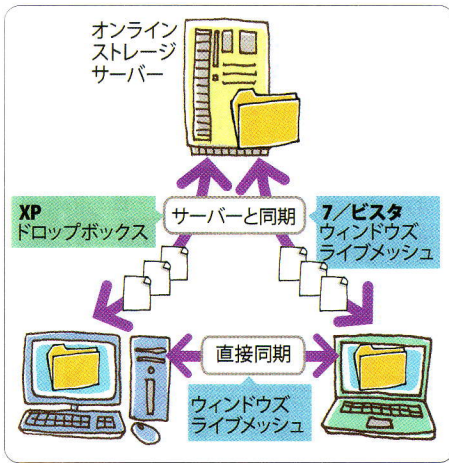 オンライン
ストレージ
サーバー
XP
ドロップボックス
サーバーと同期
7／ビスタ
ウィンドウズ
ライブメッシュ
直接同期
ウィンドウズ
ライブメッシュ